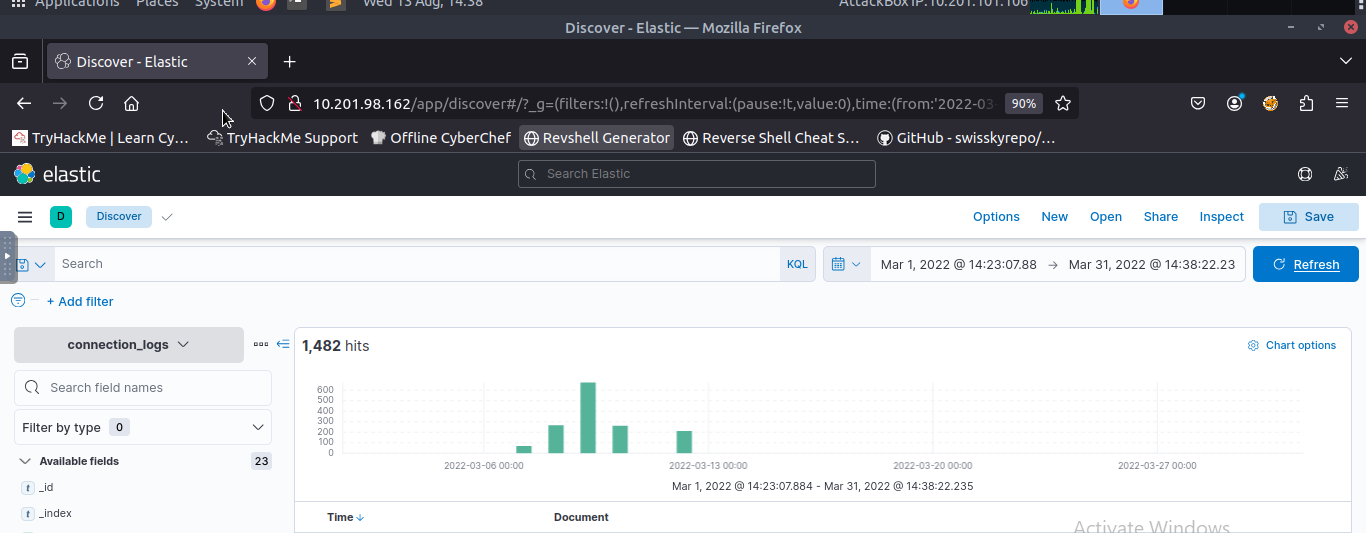 Applications Places System Wed 13 Aug, 14:38 AttackBox IP:10.201.101.106
Discover - Elastic — Mozilla Firefox
Discover - Elastic
10.201.98.162/app/discover#/?_g=(filters:!(),refreshInterval:(pause:!t,value:0),time:(from:'2022-03- 90%
TryHackMe | Learn Cy… TryHackMe Support Offline CyberChef Revshell Generator Reverse Shell Cheat S… GitHub - swisskyrepo/…
elastic Search Elastic
D Discover Options New Open Share Inspect Save
Search KQL Mar 1, 2022 @ 14:23:07.88 → Mar 31, 2022 @ 14:38:22.23 Refresh
+ Add filter
connection_logs
1,482 hits Chart options
Search field names
Filter by type 0
Available fields 23
t _id
t _index
600
500
400
300
200
100
0
2022-03-06 00:00 2022-03-13 00:00 2022-03-20 00:00 2022-03-27 00:00
Mar 1, 2022 @ 14:23:07.884 - Mar 31, 2022 @ 14:38:22.235
Time Document
Activate Windows